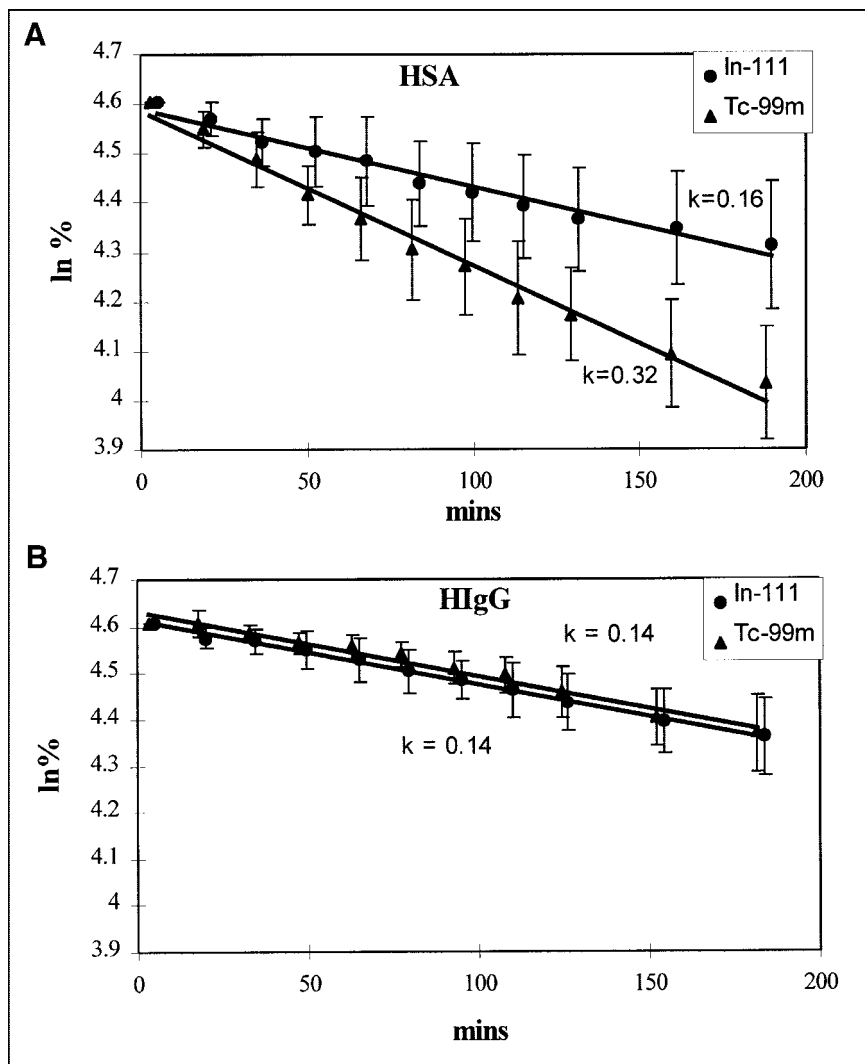 A
4.7
HSA
In-111
Tc-99m
4.6
4.5
4.4
4.3
4.2
4.1
4
3.9
ln %
k=0.16
k=0.32
0
50
100
150
200
mins
B
4.7
HIgG
In-111
Tc-99m
4.6
4.5
4.4
4.3
4.2
4.1
4
3.9
ln%
k = 0.14
k = 0.14
0
50
100
150
200
mins